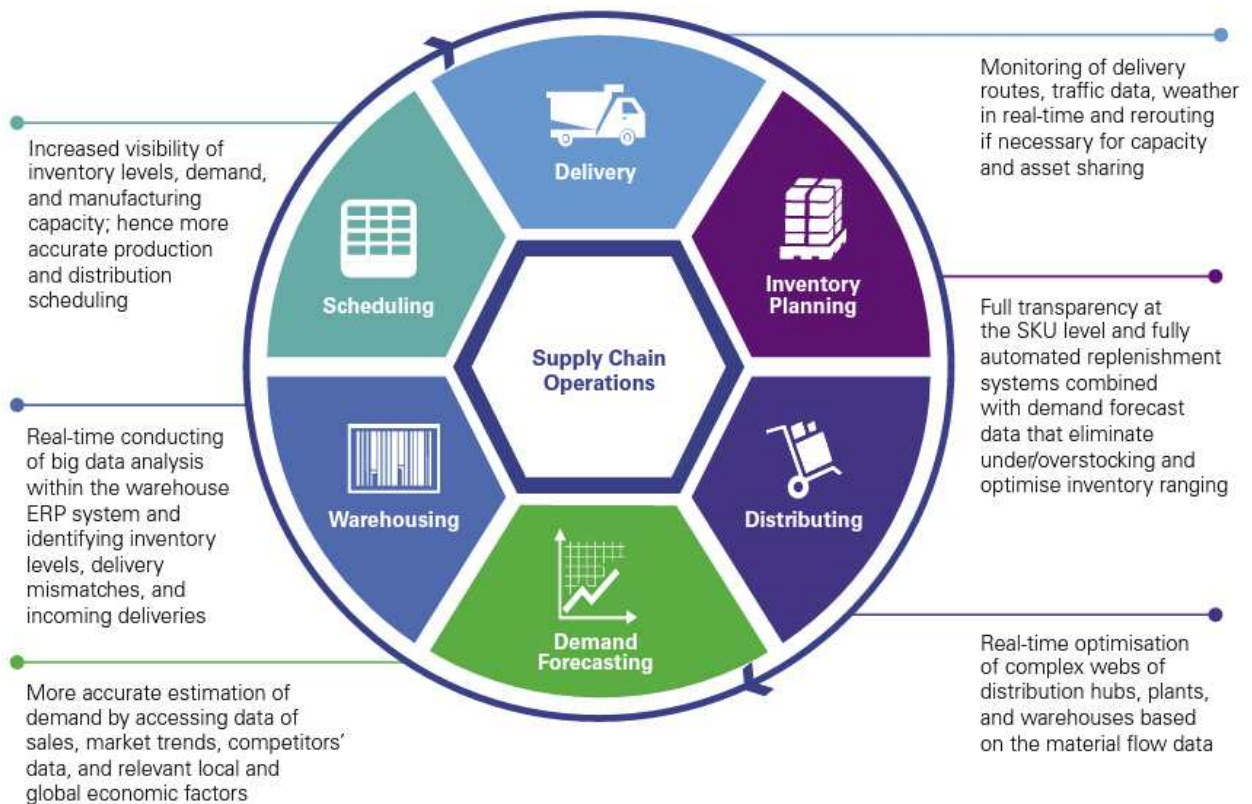 Delivery
Monitoring of delivery
routes, traffic data, weather
in real-time and rerouting
if necessary for capacity
and asset sharing
Inventory
Planning
Full transparency at
the SKU level and fully
automated replenishment
systems combined
with demand forecast
data that eliminate
under/overstocking and
optimise inventory ranging
Distributing
Real-time optimisation
of complex webs of
distribution hubs, plants,
and warehouses based
on the material flow data
Demand
Forecasting
More accurate estimation of
demand by accessing data of
sales, market trends, competitors’
data, and relevant local and
global economic factors
Warehousing
Real-time conducting
of big data analysis
within the warehouse
ERP system and
identifying inventory
levels, delivery
mismatches, and
incoming deliveries
Scheduling
Increased visibility of
inventory levels, demand,
and manufacturing
capacity; hence more
accurate production
and distribution
scheduling
Supply Chain
Operations